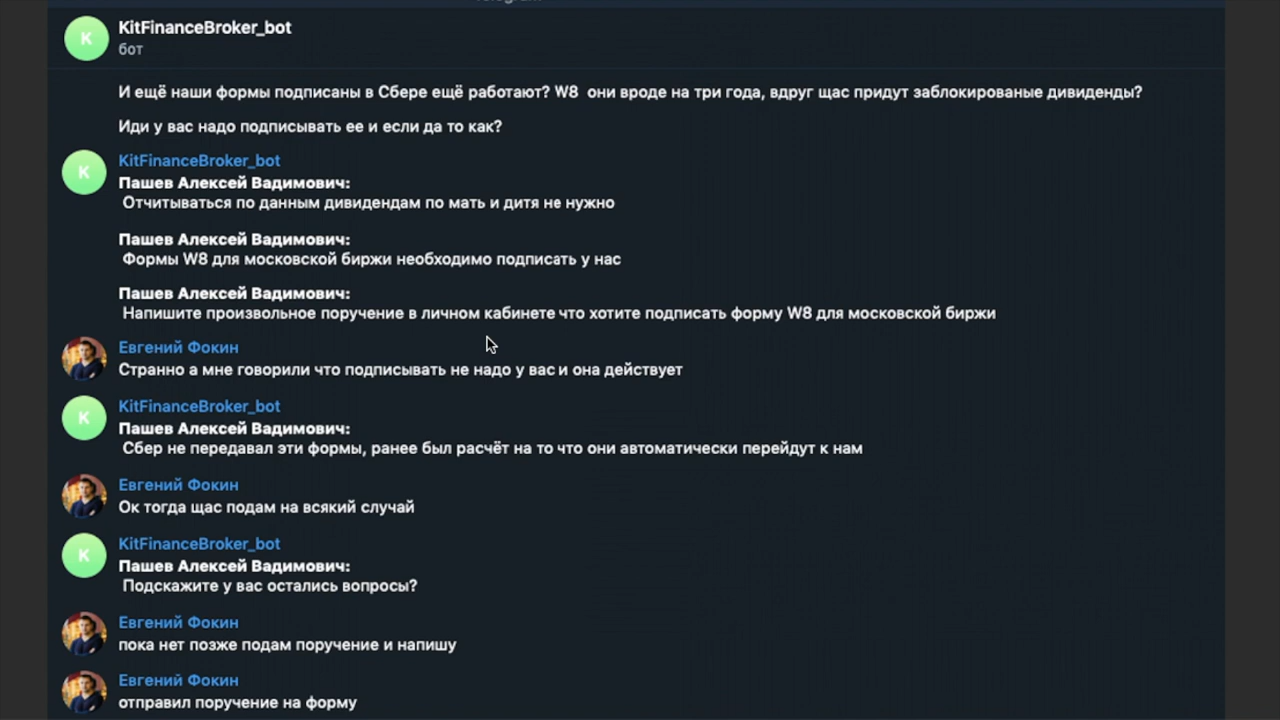 KitFinanceBroker_bot
бот
И ещё наши формы подписаны в Сбере ещё работают? W8 они вроде на три года, вдруг щас придут заблокированые дивиденды?
Иди у вас надо подписывать ее и если да то как?
KitFinanceBroker_bot
Пашев Алексей Вадимович:
Отчитываться по данным дивидендам по мать и дитя не нужно
Пашев Алексей Вадимович:
Формы W8 для московской биржи необходимо подписать у нас
Пашев Алексей Вадимович:
Напишите произвольное поручение в личном кабинете что хотите подписать форму W8 для московской биржи
Евгений Фокин
Странно а мне говорили что подписывать не надо у вас и она действует
KitFinanceBroker_bot
Пашев Алексей Вадимович:
Сбер не передавал эти формы, ранее был расчёт на то что они автоматически перейдут к нам
Евгений Фокин
Ок тогда щас подам на всякий случай
KitFinanceBroker_bot
Пашев Алексей Вадимович:
Подскажите у вас остались вопросы?
Евгений Фокин
пока нет позже подам поручение и напишу
Евгений Фокин
отправил поручение на форму